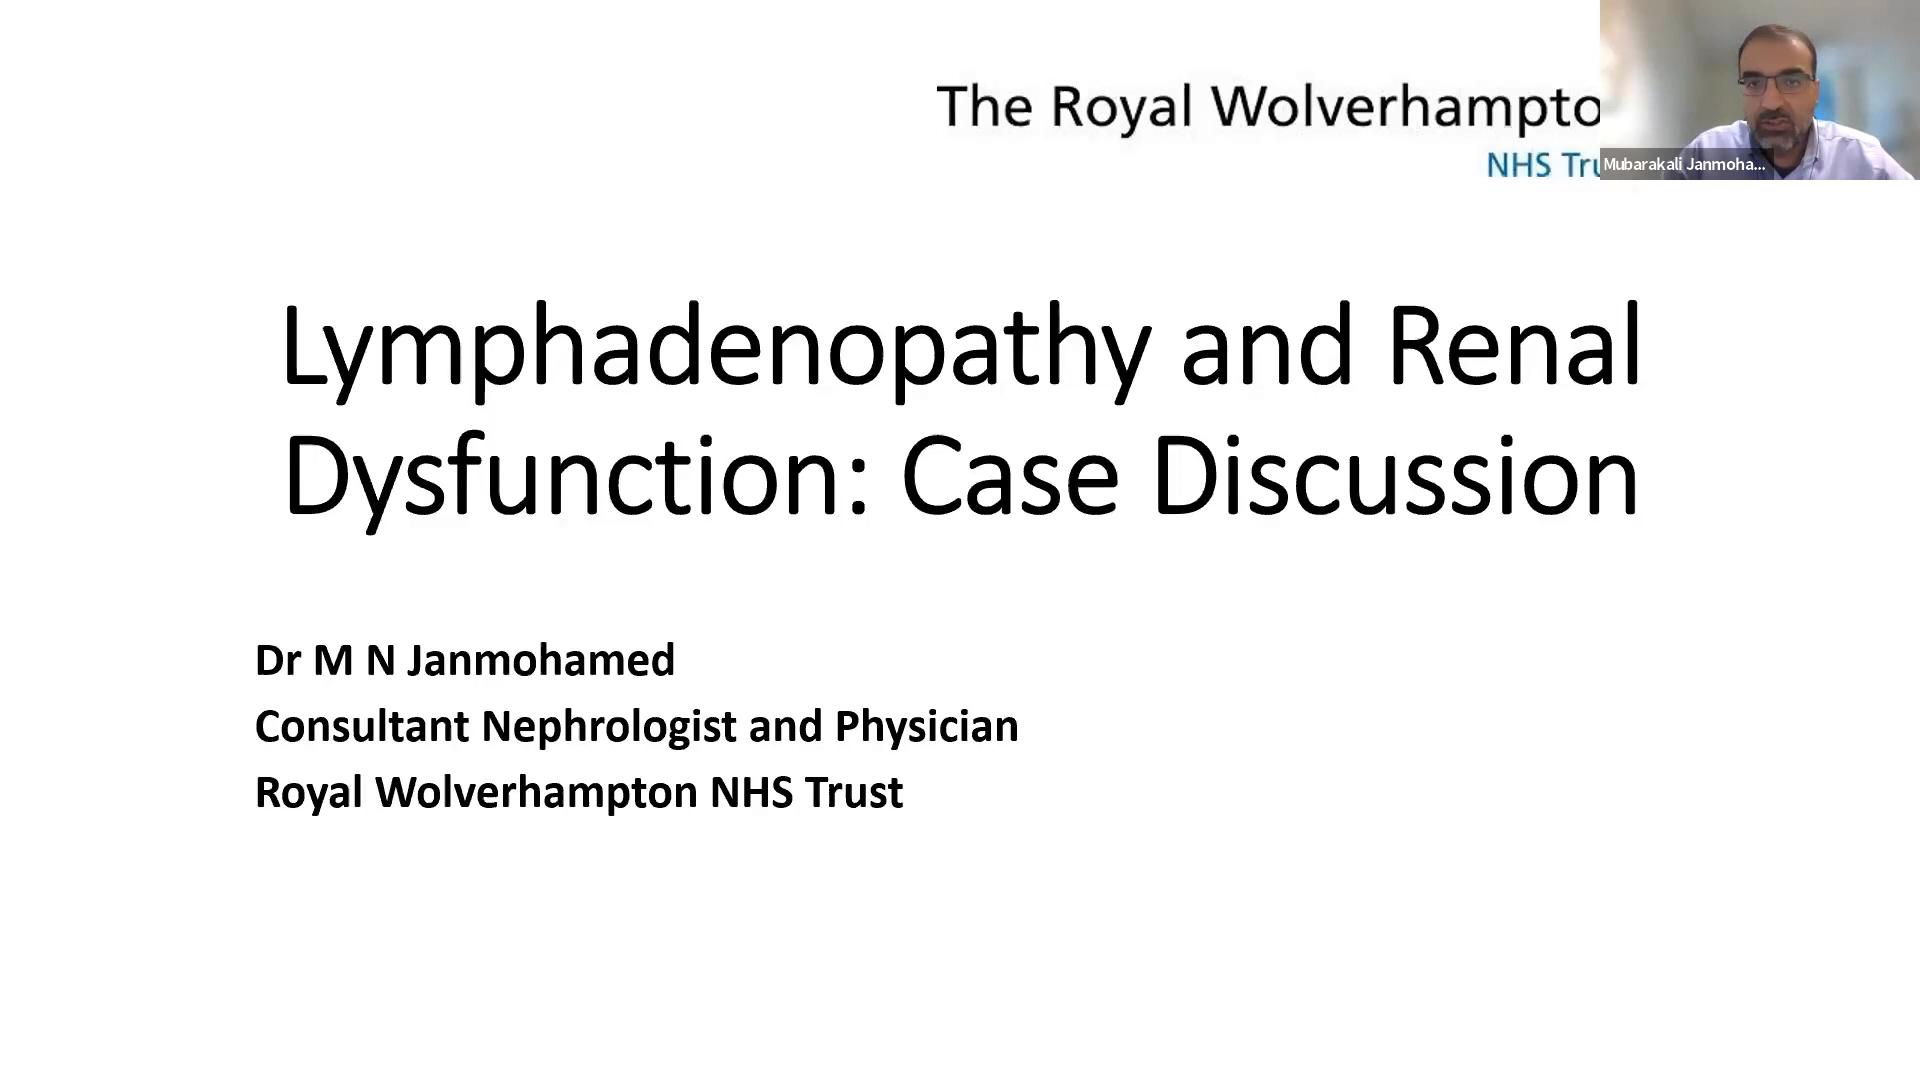 The Royal Wolverhampto
NHS Tru
Mubarakali Janmoha...
Lymphadenopathy and Renal
Dysfunction: Case Discussion
Dr M N Janmohamed
Consultant Nephrologist and Physician
Royal Wolverhampton NHS Trust